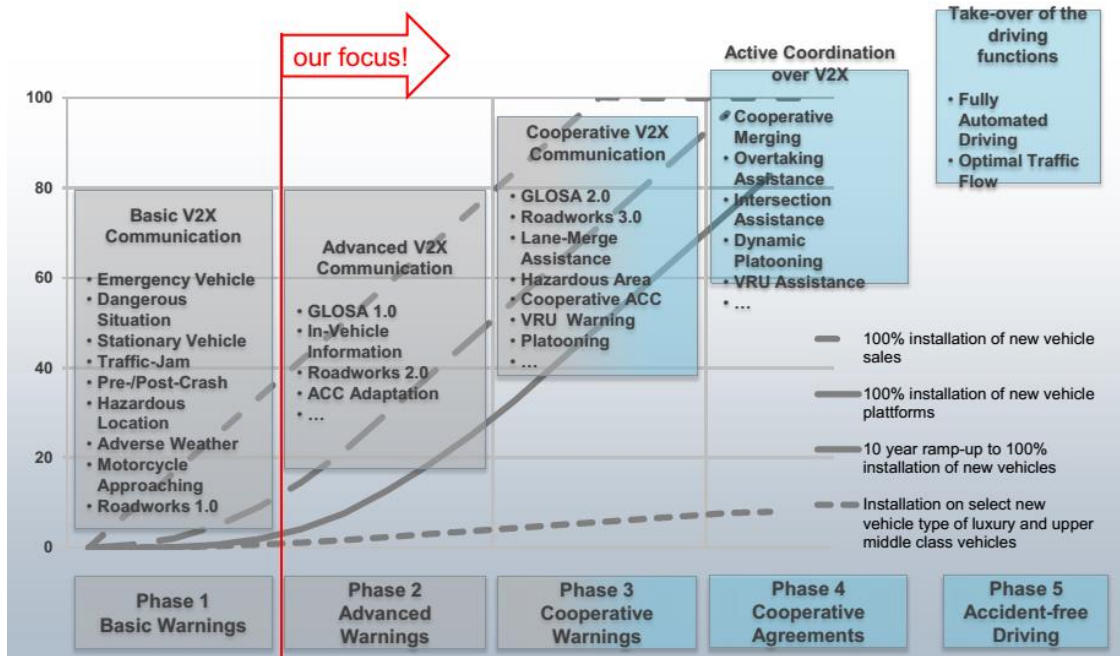 our focus!
Take-over of the
driving
functions
• Fully
Automated
Driving
• Optimal Traffic
Flow
Active Coordination
over V2X
• Cooperative
Merging
• Overtaking
Assistance
• Intersection
Assistance
• Dynamic
Platooning
• VRU Assistance
• ...
Cooperative V2X
Communication
• GLOSA 2.0
• Roadworks 3.0
• Lane-Merge
Assistance
• Hazardous Area
• Cooperative ACC
• VRU Warning
• Platooning
• ...
Advanced V2X
Communication
• GLOSA 1.0
• In-Vehicle
Information
• Roadworks 2.0
• ACC Adaptation
• ...
Basic V2X
Communication
• Emergency Vehicle
• Dangerous
Situation
• Stationary Vehicle
• Traffic-Jam
• Pre-/Post-Crash
• Hazardous
Location
• Adverse Weather
• Motorcycle
Approaching
• Roadworks 1.0
100
80
60
40
20
0
100% installation of new vehicle
sales
100% installation of new vehicle
plattforms
10 year ramp-up to 100%
installation of new vehicles
Installation on select new
vehicle type of luxury and upper
middle class vehicles
Phase 1
Basic Warnings
Phase 2
Advanced
Warnings
Phase 3
Cooperative
Warnings
Phase 4
Cooperative
Agreements
Phase 5
Accident-free
Driving